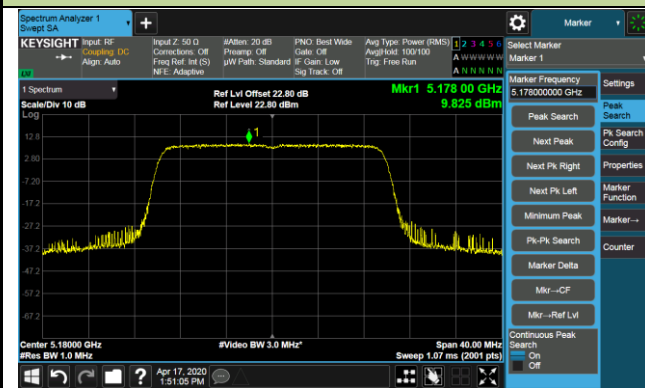 Spectrum Analyzer 1
Swept SA
+
Marker
KEYSIGHT
Input: RF
Coupling: DC
Align: Auto
Input Z: 50 Ω
Corrections: Off
Freq Ref: Int (S)
NFE: Adaptive
#Atten: 20 dB
Preamp: Off
µW Path: Standard
PNO: Best Wide
Gate: Off
IF Gain: Low
Sig Track: Off
Avg Type: Power (RMS)
Avg|Hold: 100/100
Trig: Free Run
1 2 3 4 5 6
A W W W W W
A N N N N N
Select Marker
Marker 1
LXI
1 Spectrum
Scale/Div 10 dB
Log
Ref Lvl Offset 22.80 dB
Ref Level 22.80 dBm
Mkr1 5.178 00 GHz
9.825 dBm
1
12.8
2.80
-7.20
-17.2
-27.2
-37.2
-47.2
-57.2
-67.2
Center 5.18000 GHz
#Res BW 1.0 MHz
#Video BW 3.0 MHz*
Span 40.00 MHz
Sweep 1.07 ms (2001 pts)
Marker Frequency
5.178000000 GHz
Peak Search
Next Peak
Next Pk Right
Next Pk Left
Minimum Peak
Pk-Pk Search
Marker Delta
Mkr→CF
Mkr→Ref Lvl
Continuous Peak
Search
On
Off
Settings
Peak
Search
Pk Search
Config
Properties
Marker
Function
Marker→
Counter
?
Apr 17, 2020
1:51:05 PM